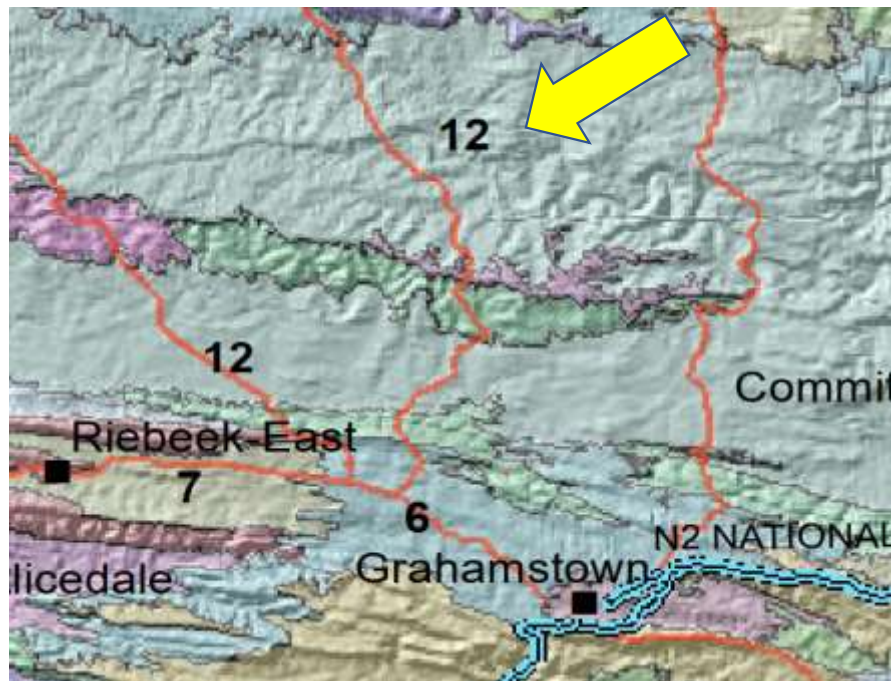 12
12
Commit
Riebeek-East
7
6
N2 NATIONAL
licedale
Grahamstown